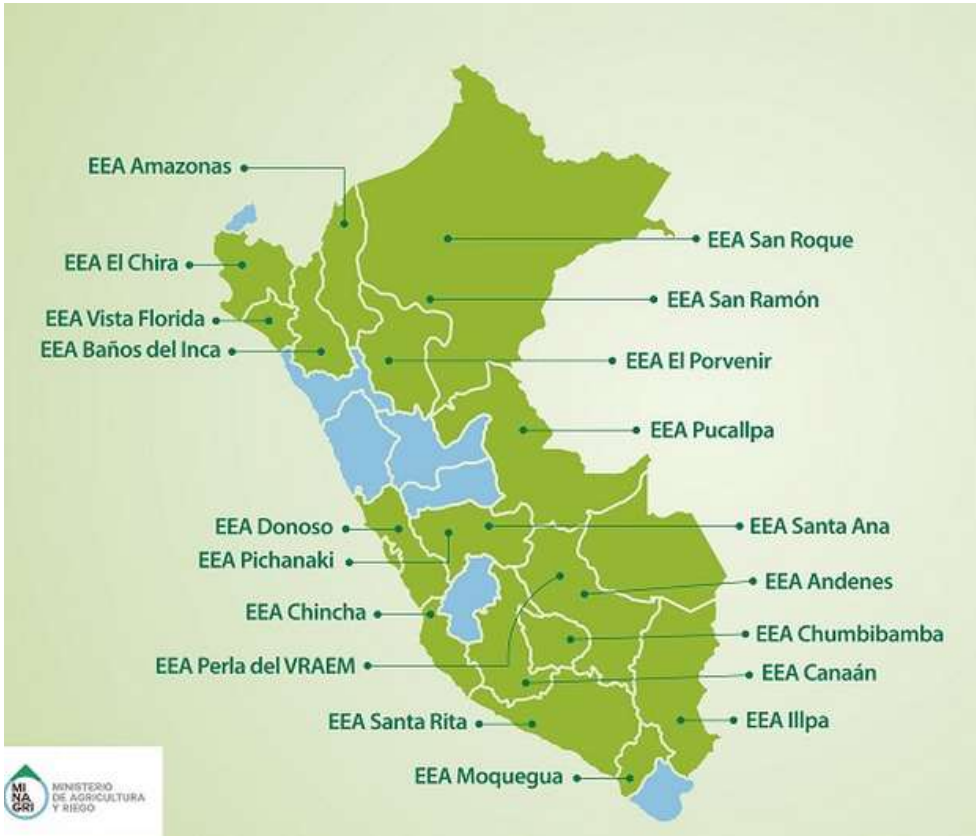 EEA Amazonas
EEA San Roque
EEA El Chira
EEA San Ramón
EEA Vista Florida
EEA Baños del Inca
EEA El Porvenir
EEA Pucallpa
EEA Donoso
EEA Santa Ana
EEA Pichanaki
EEA Andenes
EEA Chincha
EEA Chumbibamba
EEA Perla del VRAEM
EEA Canaán
EEA Santa Rita
EEA Illpa
EEA Moquegua
MI
NA
GRI
MINISTERIO
DE AGRICULTURA
Y RIEGO